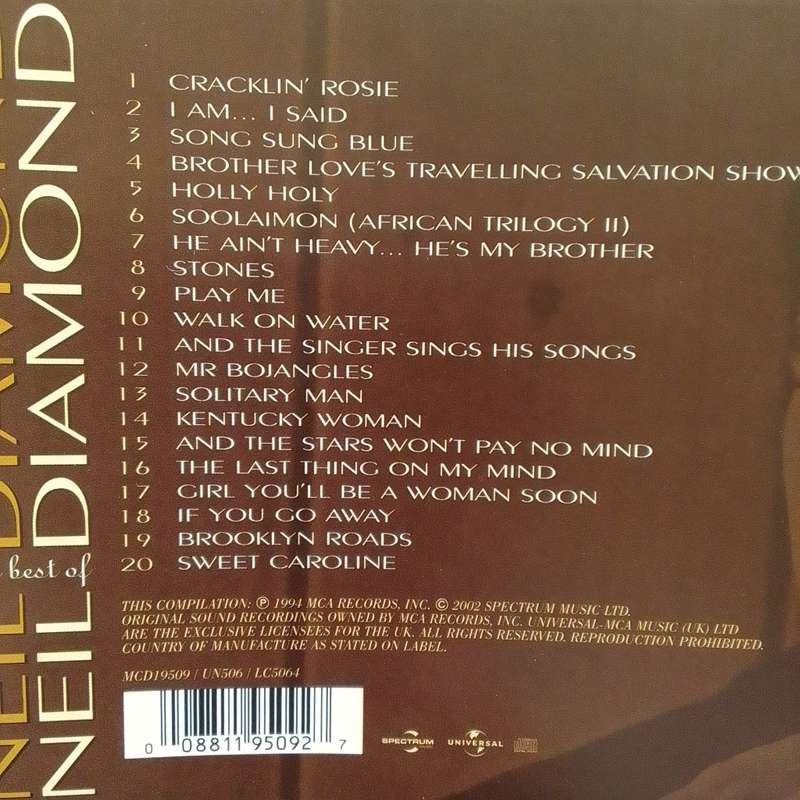 NEIL DIAMOND
best of
NEIL DIAMOND
1 CRACKLIN' ROSIE
2 I AM... I SAID
3 SONG SUNG BLUE
4 BROTHER LOVE'S TRAVELLING SALVATION SHOW
5 HOLLY HOLY
6 SOOLAIMON (AFRICAN TRILOGY II)
7 HE AIN'T HEAVY... HE'S MY BROTHER
8 STONES
9 PLAY ME
10 WALK ON WATER
11 AND THE SINGER SINGS HIS SONGS
12 MR BOJANGLES
13 SOLITARY MAN
14 KENTUCKY WOMAN
15 AND THE STARS WON'T PAY NO MIND
16 THE LAST THING ON MY MIND
17 GIRL YOU'LL BE A WOMAN SOON
18 IF YOU GO AWAY
19 BROOKLYN ROADS
20 SWEET CAROLINE
THIS COMPILATION: ℗ 1994 MCA RECORDS, INC. © 2002 SPECTRUM MUSIC LTD.
ORIGINAL SOUND RECORDINGS OWNED BY MCA RECORDS, INC. UNIVERSAL-MCA MUSIC (UK) LTD
ARE THE EXCLUSIVE LICENSEES FOR THE UK. ALL RIGHTS RESERVED. REPRODUCTION PROHIBITED.
COUNTRY OF MANUFACTURE AS STATED ON LABEL.
MCD19509 / UN506 / LC5064
0 08811 95092 7
SPECTRUM
UNIVERSAL